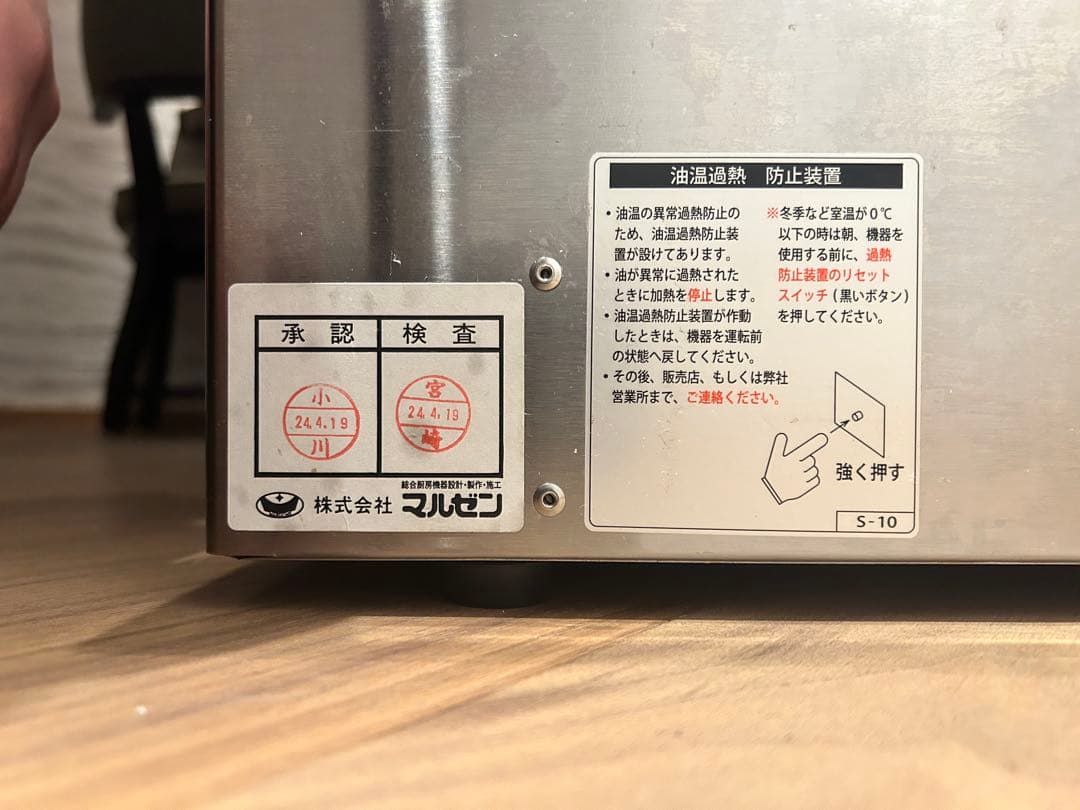 承認 検査
小 宮
24.4.19 24.4.19
川 崎
総合厨房機器設計・製作・施工
株式会社 マルゼン
油温過熱 防止装置
・油温の異常過熱防止の
ため、油温過熱防止装
置が設けてあります。
・油が異常に過熱された
ときに加熱を停止します。
・油温過熱防止装置が作動
したときは、機器を運転前
の状態へ戻してください。
・その後、販売店、もしくは弊社
営業所まで、ご連絡ください。
※冬季など室温が0℃
以下の時は朝、機器を
使用する前に、過熱
防止装置のリセット
スイッチ(黒いボタン)
を押してください。
強く押す
S-10